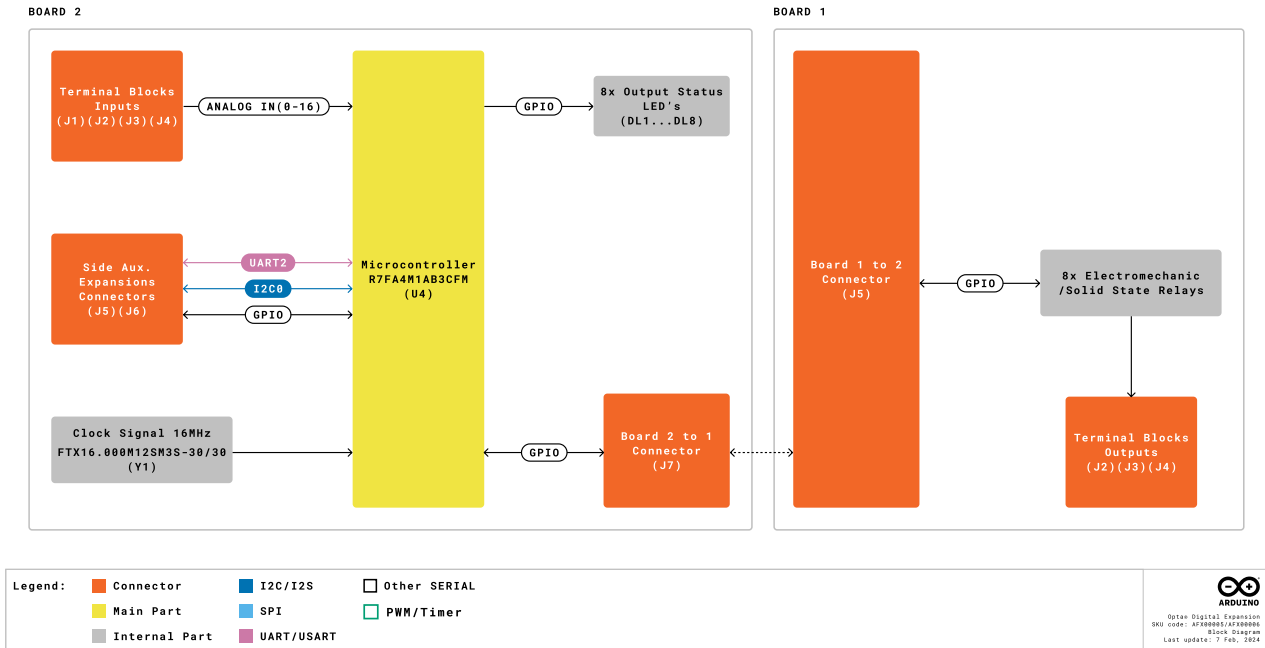 BOARD 2
BOARD 1
Terminal Blocks
Inputs
(J1)(J2)(J3)(J4)
ANALOG IN(0-16)
GPIO
8x Output Status
LED's
(DL1...DL8)
Side Aux.
Expansions
Connectors
(J5)(J6)
UART2
I2C0
GPIO
Microcontroller
R7FA4M1AB3CFM
(U4)
Board 1 to 2
Connector
(J5)
GPIO
8x Electromechanic
/Solid State Relays
Clock Signal 16MHz
FTX16.000M12SM3S-30/30
(Y1)
GPIO
Board 2 to 1
Connector
(J7)
Terminal Blocks
Outputs
(J2)(J3)(J4)
Legend:
Connector
I2C/I2S
Other SERIAL
Main Part
SPI
PWM/Timer
Internal Part
UART/USART
ARDUINO
Opta® Digital Expansion
SKU code: AFX00005/AFX00006
Block Diagram
Last update: 7 Feb, 2024